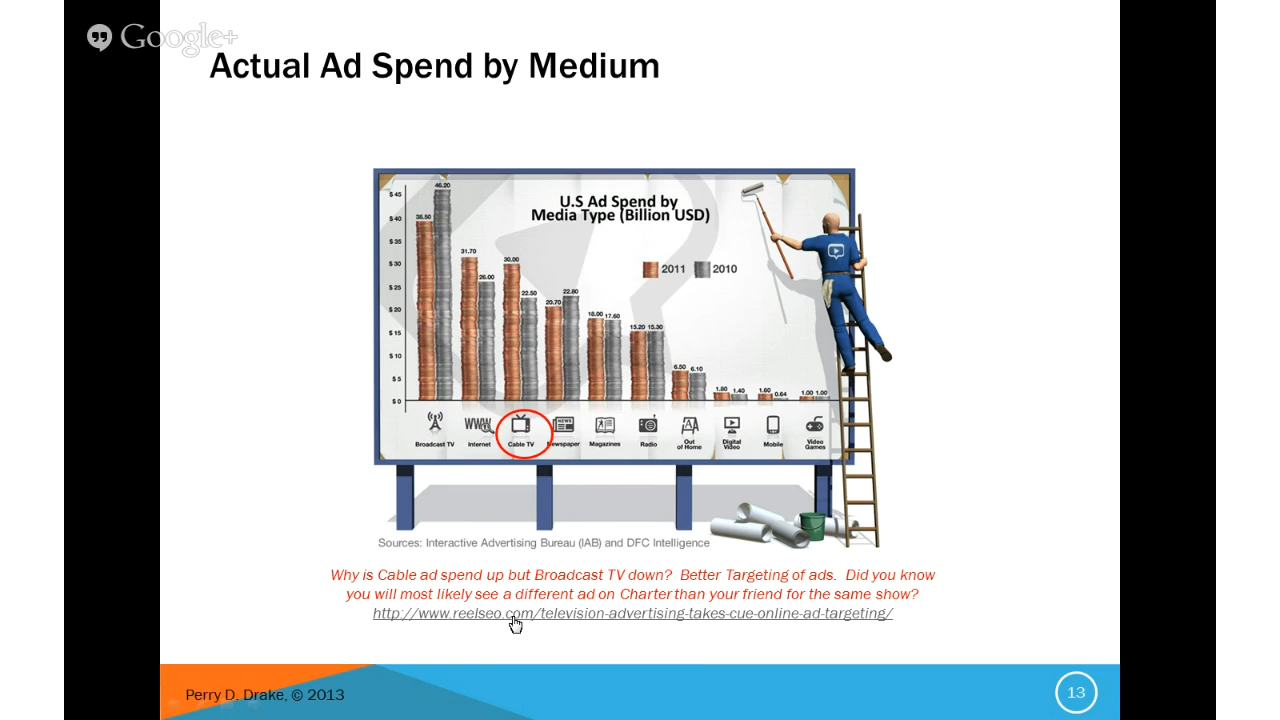 Google+
Actual Ad Spend by Medium
U.S Ad Spend by
Media Type (Billion USD)
2011
2010
$ 45
$ 40
$ 35
$ 30
$ 25
$ 20
$ 15
$ 10
$ 5
$ 0
38.50
46.20
31.70
26.00
30.00
22.50
20.70
22.80
18.00
17.60
15.20
15.30
6.50
6.10
1.80
1.40
1.60
0.64
1.00
1.00
Broadcast TV
WWW
Internet
Cable TV
NEWS
Newspaper
Magazines
Radio
Out
of Home
Digital
Video
Mobile
Video
Games
Sources: Interactive Advertising Bureau (IAB) and DFC Intelligence
Why is Cable ad spend up but Broadcast TV down? Better Targeting of ads. Did you know
you will most likely see a different ad on Charter than your friend for the same show?
http://www.reelseo.com/television-advertising-takes-cue-online-ad-targeting/
Perry D. Drake, © 2013
13